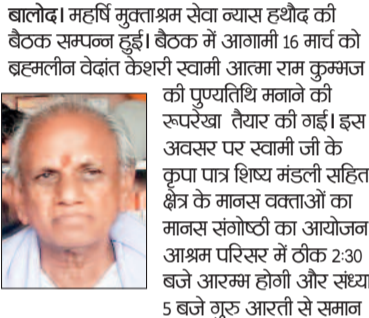 बालोद। महर्षि मुक्ताश्रम सेवा न्यास हथौद की
बैठक सम्पन्न हुई। बैठक में आगामी 16 मार्च को
ब्रह्मलीन वेदांत केशरी स्वामी आत्मा राम कुम्भज
की पुण्यतिथि मनाने की
रूपरेखा तैयार की गई। इस
अवसर पर स्वामी जी के
कृपा पात्र शिष्य मंडली सहित
क्षेत्र के मानस वक्ताओं का
मानस संगोष्ठी का आयोजन
आश्रम परिसर में ठीक 2:30
बजे आरम्भ होगी और संध्या
5 बजे गुरु आरती से समान